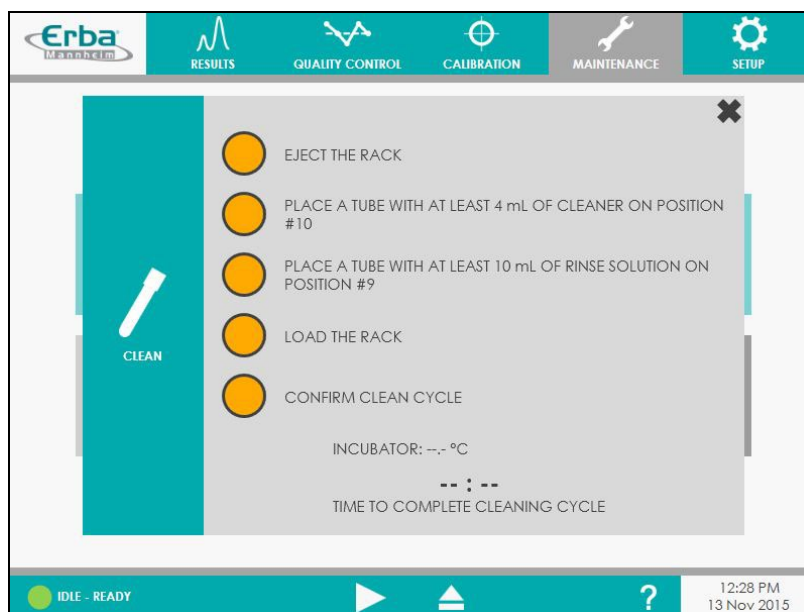 Erba
Mannheim
RESULTS
QUALITY CONTROL
CALIBRATION
MAINTENANCE
SETUP
EJECT THE RACK
PLACE A TUBE WITH AT LEAST 4 mL OF CLEANER ON POSITION
#10
PLACE A TUBE WITH AT LEAST 10 mL OF RINSE SOLUTION ON
POSITION #9
LOAD THE RACK
CLEAN
CONFIRM CLEAN CYCLE
INCUBATOR: --.- ºC
-- : --
TIME TO COMPLETE CLEANING CYCLE
IDLE - READY
?
12:28 PM
13 Nov 2015